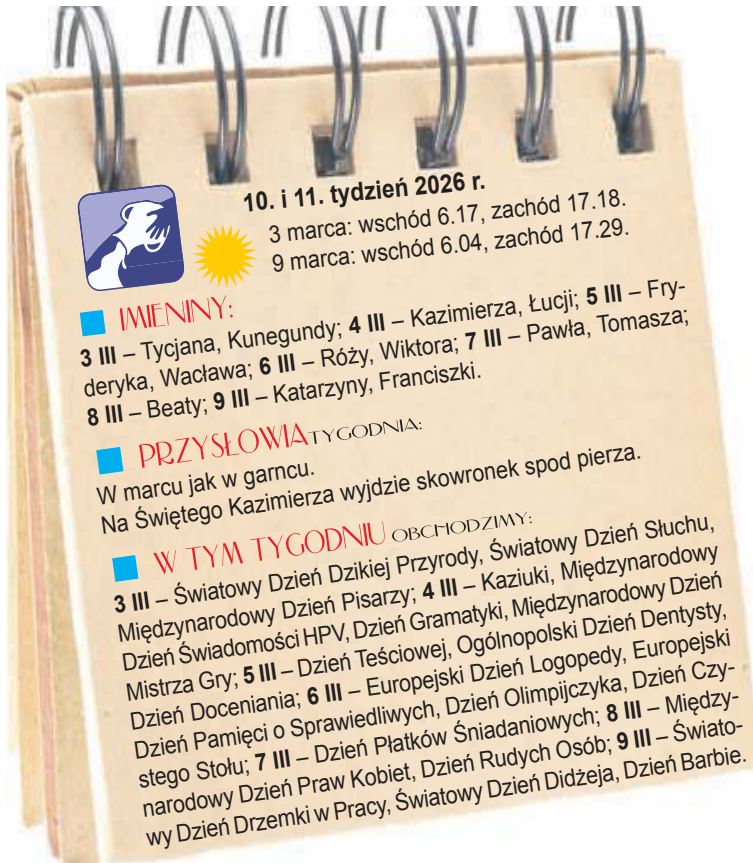 10. i 11. tydzień 2026 r.
3 marca: wschód 6.17, zachód 17.18.
9 marca: wschód 6.04, zachód 17.29.
IMIENINY:
3 III – Tycjana, Kunegundy; 4 III – Kazimierza, Łucji; 5 III – Fry-
deryka, Wacława; 6 III – Róży, Wiktora; 7 III – Pawła, Tomasza;
8 III – Beaty; 9 III – Katarzyny, Franciszki.
PRZYSŁOWIA TYGODNIA:
W marcu jak w garncu.
Na Świętego Kazimierza wyjdzie skowronek spod pierza.
W TYM TYGODNIU OBCHODZIMY:
3 III – Światowy Dzień Dzikiej Przyrody, Światowy Dzień Słuchu,
Międzynarodowy Dzień Pisarzy; 4 III – Kaziuki, Międzynarodowy
Dzień Świadomości HPV, Dzień Gramatyki, Międzynarodowy Dzień
Mistrza Gry; 5 III – Dzień Teściowej, Ogólnopolski Dzień Dentysty,
Dzień Doceniania; 6 III – Europejski Dzień Logopedy, Europejski
Dzień Pamięci o Sprawiedliwych, Dzień Olimpijczyka, Dzień Czy-
stego Stołu; 7 III – Dzień Płatków Śniadaniowych; 8 III – Między-
narodowy Dzień Praw Kobiet, Dzień Rudych Osób; 9 III – Świato-
wy Dzień Drzemki w Pracy, Światowy Dzień Didżeja, Dzień Barbie.